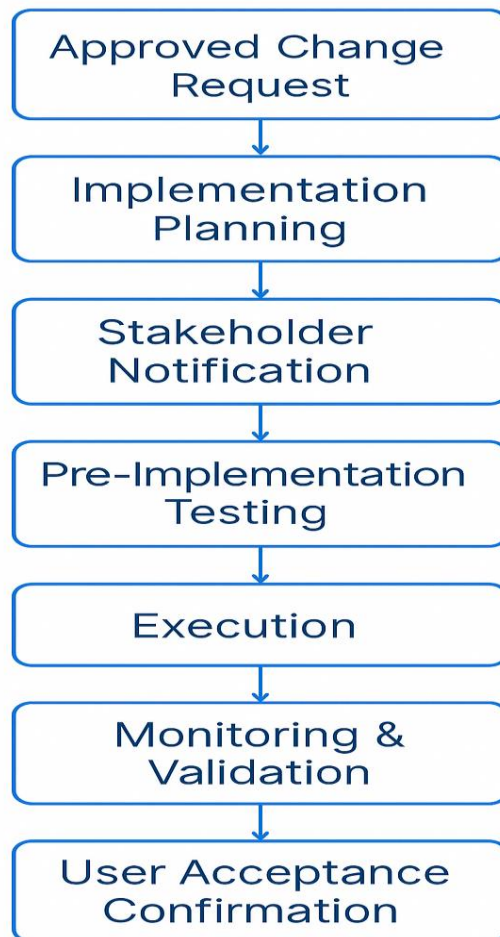 Approved Change
Request
Implementation
Planning
Stakeholder
Notification
Pre-Implementation
Testing
Execution
Monitoring &
Validation
User Acceptance
Confirmation